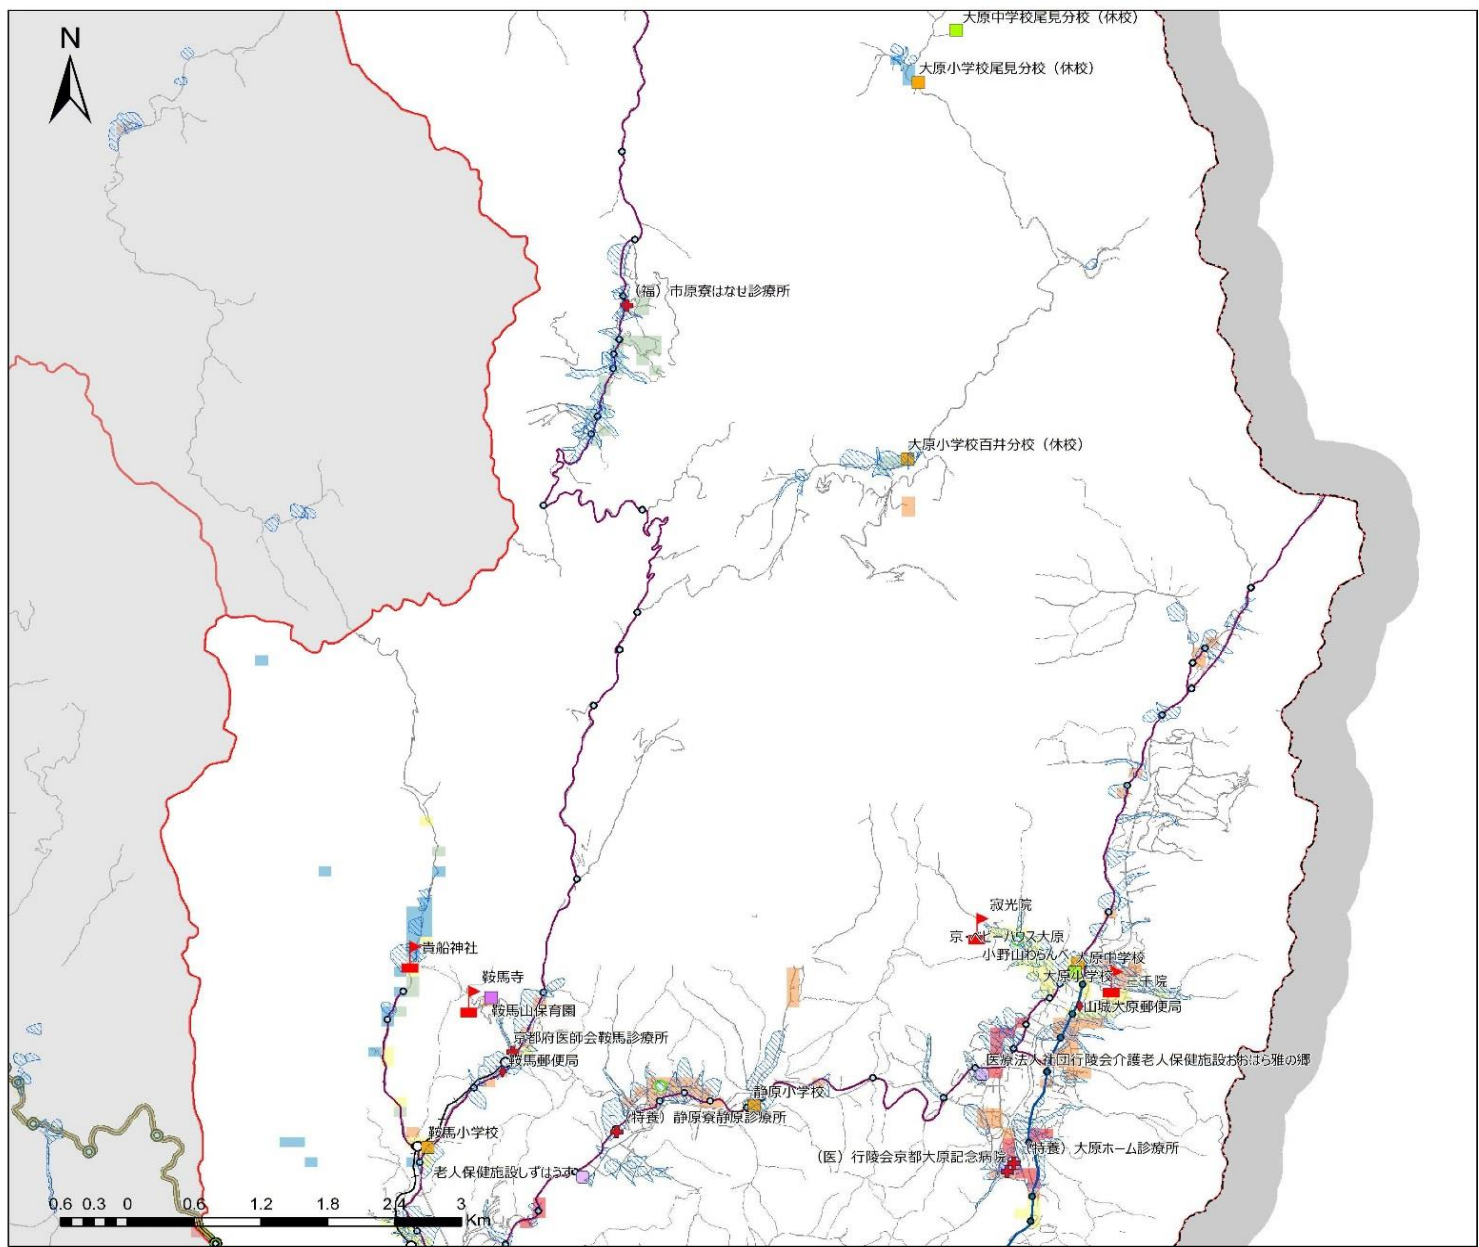 N
大原中学校尾見分校（休校）
大原小学校尾見分校（休校）
（福）市原寮はなせ診療所
大原小学校百井分校（休校）
寂光院
大原
小野山わらんべ
大原中学校
大原小学校
三千院
山城大原郵便局
貴船神社
鞍馬寺
鞍馬山保育園
京都府医師会鞍馬診療所
鞍馬郵便局
医療法人社団行陵会介護老人保健施設おおはら雅の郷
静原小学校
（特養）静原寮静原診療所
鞍馬小学校
（特養）大原ホーム診療所
（医）行陵会京都大原記念病院
老人保健施設しずはうす
0.6 0.3 0 0.6 1.2 1.8 2.4 3
Km